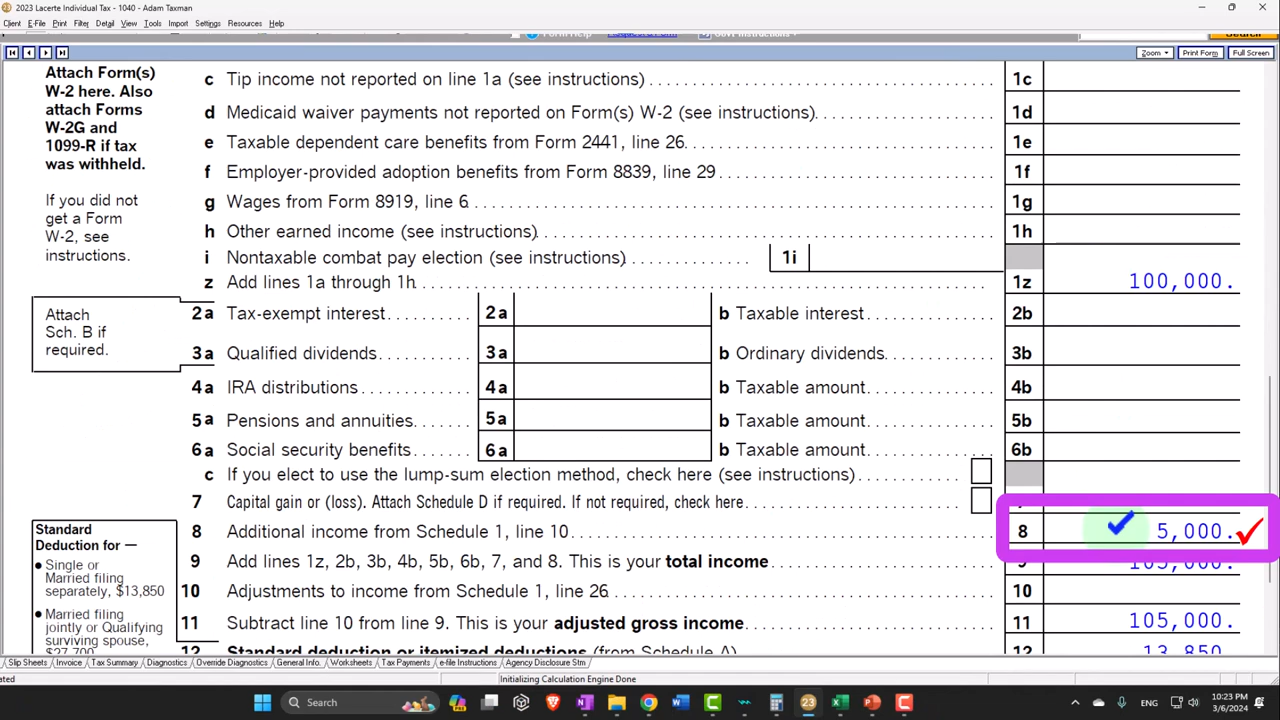 2023 Lacerte Individual Tax - 1040 - Adam Taxman
Client E-File Print Filter Detail View Tools Import Settings Resources Help
Zoom Print Form Full Screen
Attach Form(s)
W-2 here. Also
attach Forms
W-2G and
1099-R if tax
was withheld.
If you did not
get a Form
W-2, see
instructions.
c Tip income not reported on line 1a (see instructions) 1c
d Medicaid waiver payments not reported on Form(s) W-2 (see instructions) 1d
e Taxable dependent care benefits from Form 2441, line 26 1e
f Employer-provided adoption benefits from Form 8839, line 29 1f
g Wages from Form 8919, line 6 1g
h Other earned income (see instructions) 1h
i Nontaxable combat pay election (see instructions) 1i
z Add lines 1a through 1h 1z 100,000.
Attach
Sch. B if
required.
2a Tax-exempt interest 2a b Taxable interest 2b
3a Qualified dividends 3a b Ordinary dividends 3b
4a IRA distributions 4a b Taxable amount 4b
5a Pensions and annuities 5a b Taxable amount 5b
6a Social security benefits 6a b Taxable amount 6b
c If you elect to use the lump-sum election method, check here (see instructions)
7 Capital gain or (loss). Attach Schedule D if required. If not required, check here
Standard
Deduction for —
● Single or
Married filing
separately, $13,850
● Married filing
jointly or Qualifying
surviving spouse,
$27,700
8 Additional income from Schedule 1, line 10 8 5,000.
9 Add lines 1z, 2b, 3b, 4b, 5b, 6b, 7, and 8. This is your total income 9 105,000.
10 Adjustments to income from Schedule 1, line 26 10
11 Subtract line 10 from line 9. This is your adjusted gross income 11 105,000.
12 Standard deduction or itemized deductions (from Schedule A) 12 13,850
Slip Sheets Invoice Tax Summary Diagnostics Override Diagnostics General Info. Worksheets Tax Payments e-file Instructions Agency Disclosure Stm
Initializing Calculation Engine Done
Search
23
ENG
10:23 PM
3/6/2024